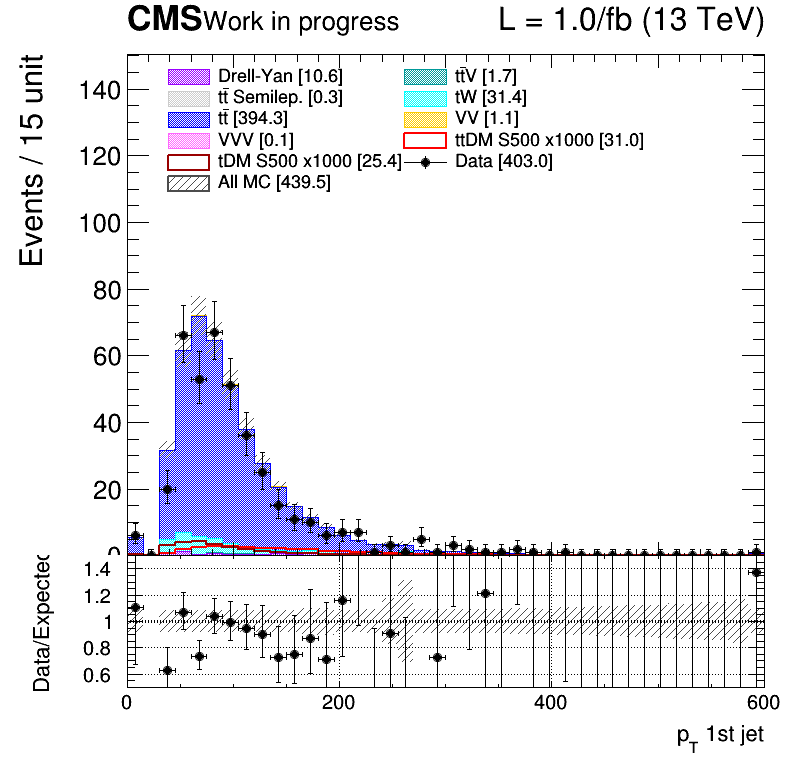 CMS Work in progress L = 1.0/fb (13 TeV)
Events / 15 unit
Drell-Yan [10.6] tt̄V [1.7]
tt̄ Semilep. [0.3] tW [31.4]
tt̄ [394.3] VV [1.1]
VVV [0.1] ttDM S500 x1000 [31.0]
tDM S500 x1000 [25.4] Data [403.0]
All MC [439.5]
140
120
100
80
60
40
20
0
Data/Expected
1.4
1.2
1
0.8
0.6
0 200 400 600
p_T 1st jet